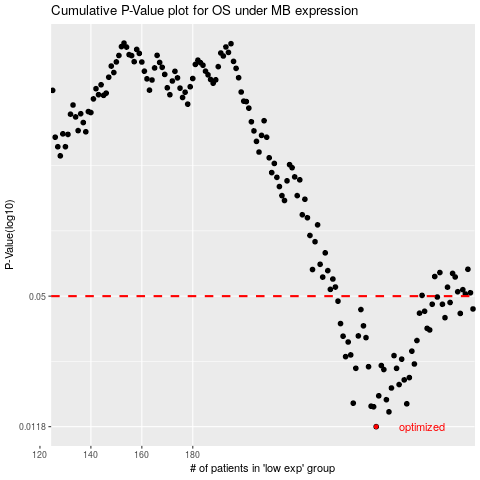 Cumulative P-Value plot for OS under MB expression
P-Value(log10)
0.05
0.0118
optimized
120 140 160 180
# of patients in 'low exp' group